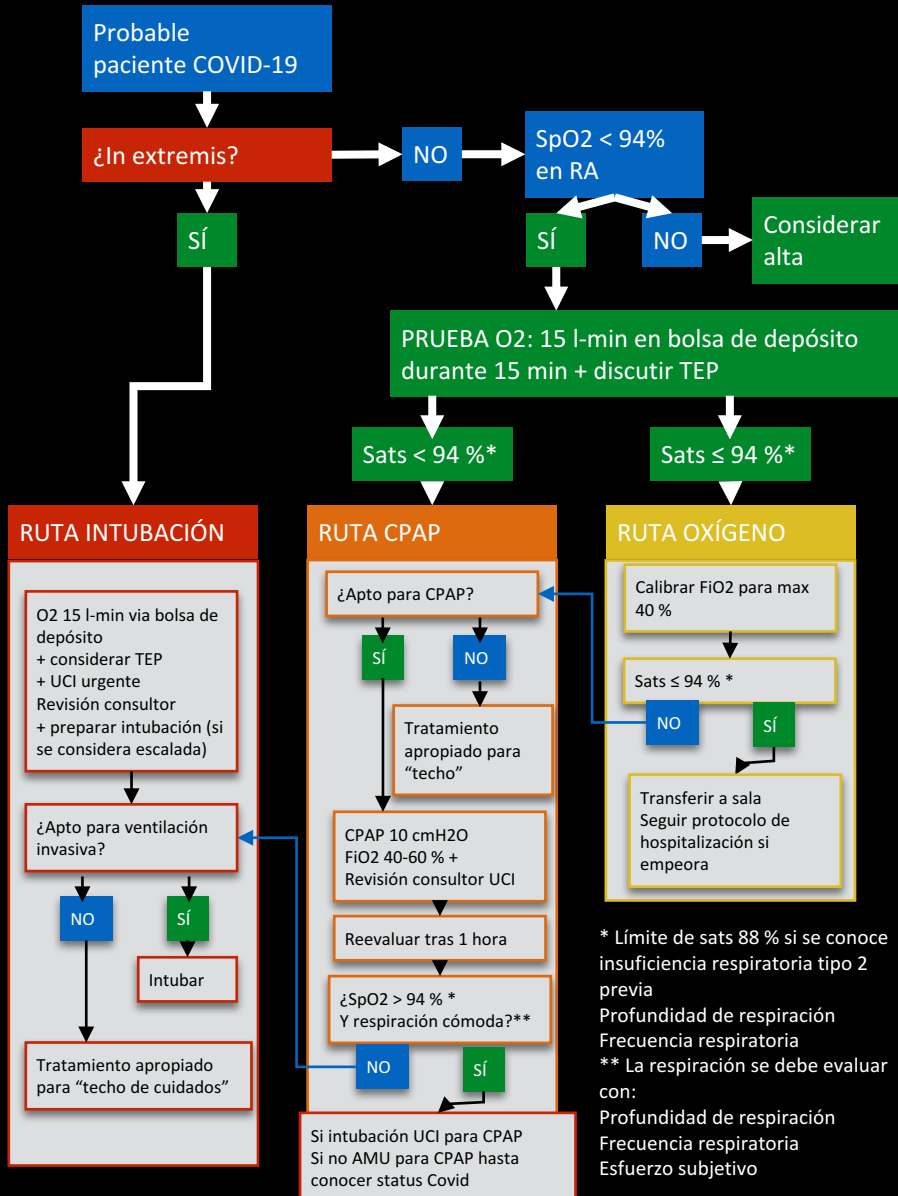 Probable
paciente COVID-19
¿In extremis?
NO
SpO2 < 94%
en RA
SÍ
SÍ
NO
Considerar
alta
PRUEBA O2: 15 l-min en bolsa de depósito
durante 15 min + discutir TEP
Sats < 94 %*
Sats ≤ 94 %*
RUTA INTUBACIÓN
O2 15 l-min via bolsa de
depósito
+ considerar TEP
+ UCI urgente
Revisión consultor
+ preparar intubación (si
se considera escalada)
¿Apto para ventilación
invasiva?
NO
SÍ
Intubar
Tratamiento apropiado
para “techo de cuidados”
RUTA CPAP
¿Apto para CPAP?
SÍ
NO
Tratamiento
apropiado para
“techo”
CPAP 10 cmH2O
FiO2 40-60 % +
Revisión consultor UCI
Reevaluar tras 1 hora
¿SpO2 > 94 % *
Y respiración cómoda?**
NO
SÍ
Si intubación UCI para CPAP
Si no AMU para CPAP hasta
conocer status Covid
RUTA OXÍGENO
Calibrar FiO2 para max
40 %
Sats ≤ 94 % *
NO
SÍ
Transferir a sala
Seguir protocolo de
hospitalización si
empeora
* Límite de sats 88 % si se conoce
insuficiencia respiratoria tipo 2
previa
Profundidad de respiración
Frecuencia respiratoria
** La respiración se debe evaluar
con:
Profundidad de respiración
Frecuencia respiratoria
Esfuerzo subjetivo